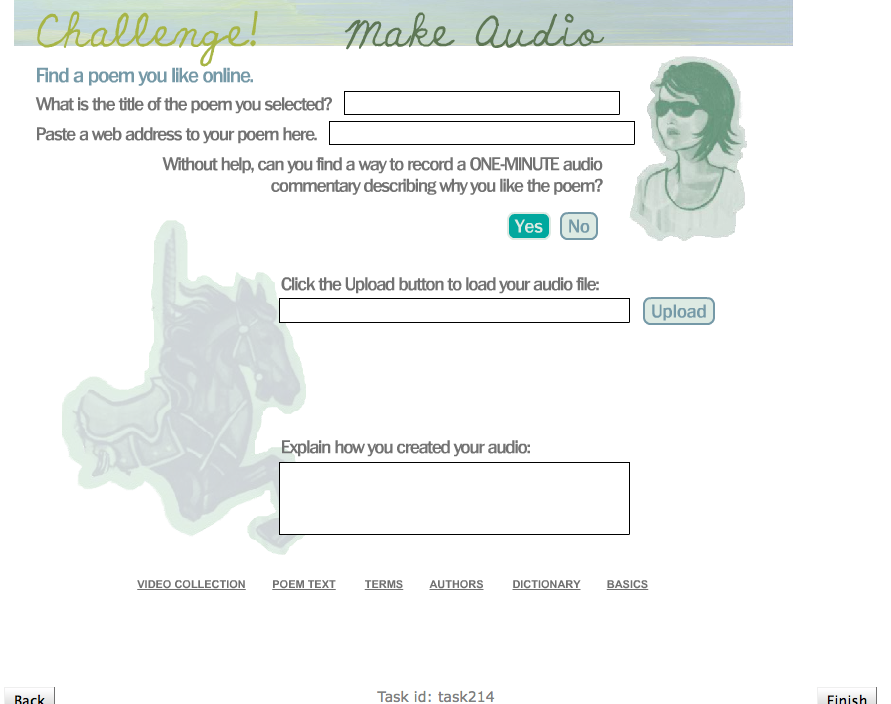 Challenge! Make Audio
Find a poem you like online.
What is the title of the poem you selected?
Paste a web address to your poem here.
Without help, can you find a way to record a ONE-MINUTE audio
commentary describing why you like the poem?
Yes No
Click the Upload button to load your audio file:
Upload
Explain how you created your audio:
VIDEO COLLECTION POEM TEXT TERMS AUTHORS DICTIONARY BASICS
Back Task id: task214 Finish